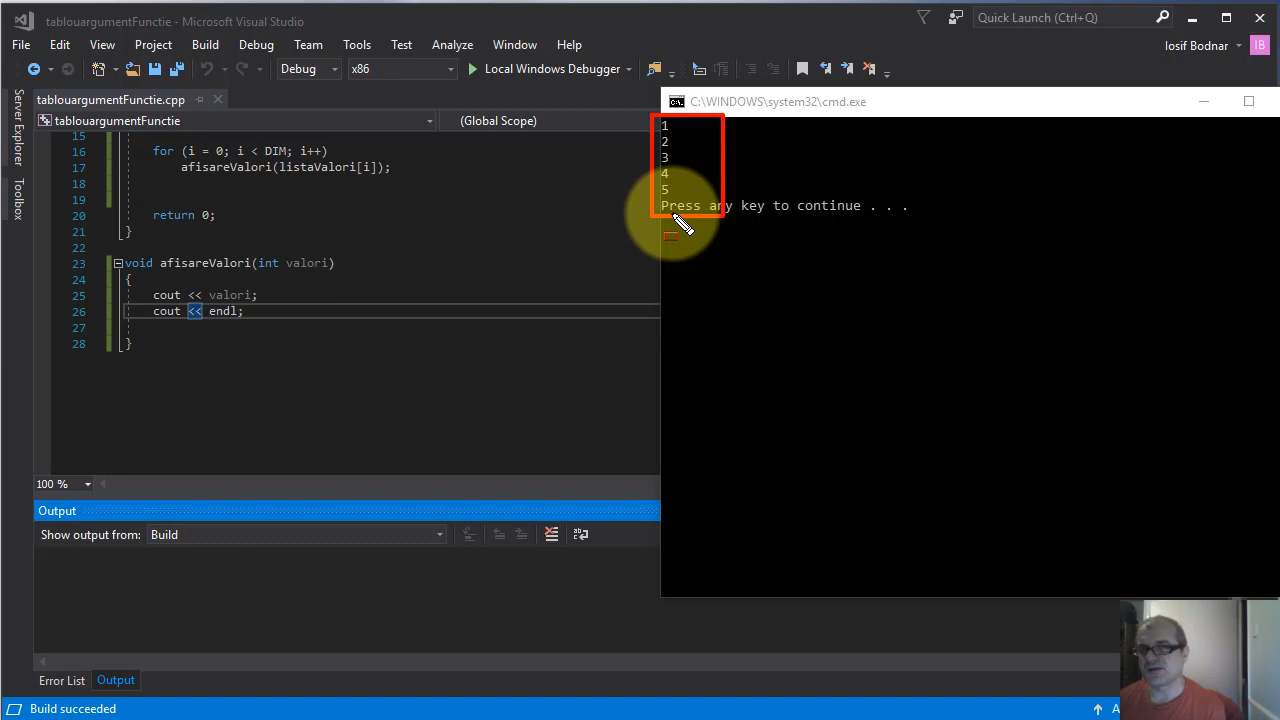 tablouargumentFunctie - Microsoft Visual Studio
Quick Launch (Ctrl+Q)
File Edit View Project Build Debug Team Tools Test Analyze Window Help
Iosif Bodnar IB
Debug x86 Local Windows Debugger
Server Explorer
Toolbox
tablouargumentFunctie.cpp
tablouargumentFunctie (Global Scope)
15
16 for (i = 0; i < DIM; i++)
17 afisareValori(listaValori[i]);
18
19
20 return 0;
21 }
22
23 void afisareValori(int valori)
24 {
25 cout << valori;
26 cout << endl;
27
28 }
100 %
C:\WINDOWS\system32\cmd.exe
1
2
3
4
5
Press any key to continue . . .
Output
Show output from: Build
Error List Output
Build succeeded